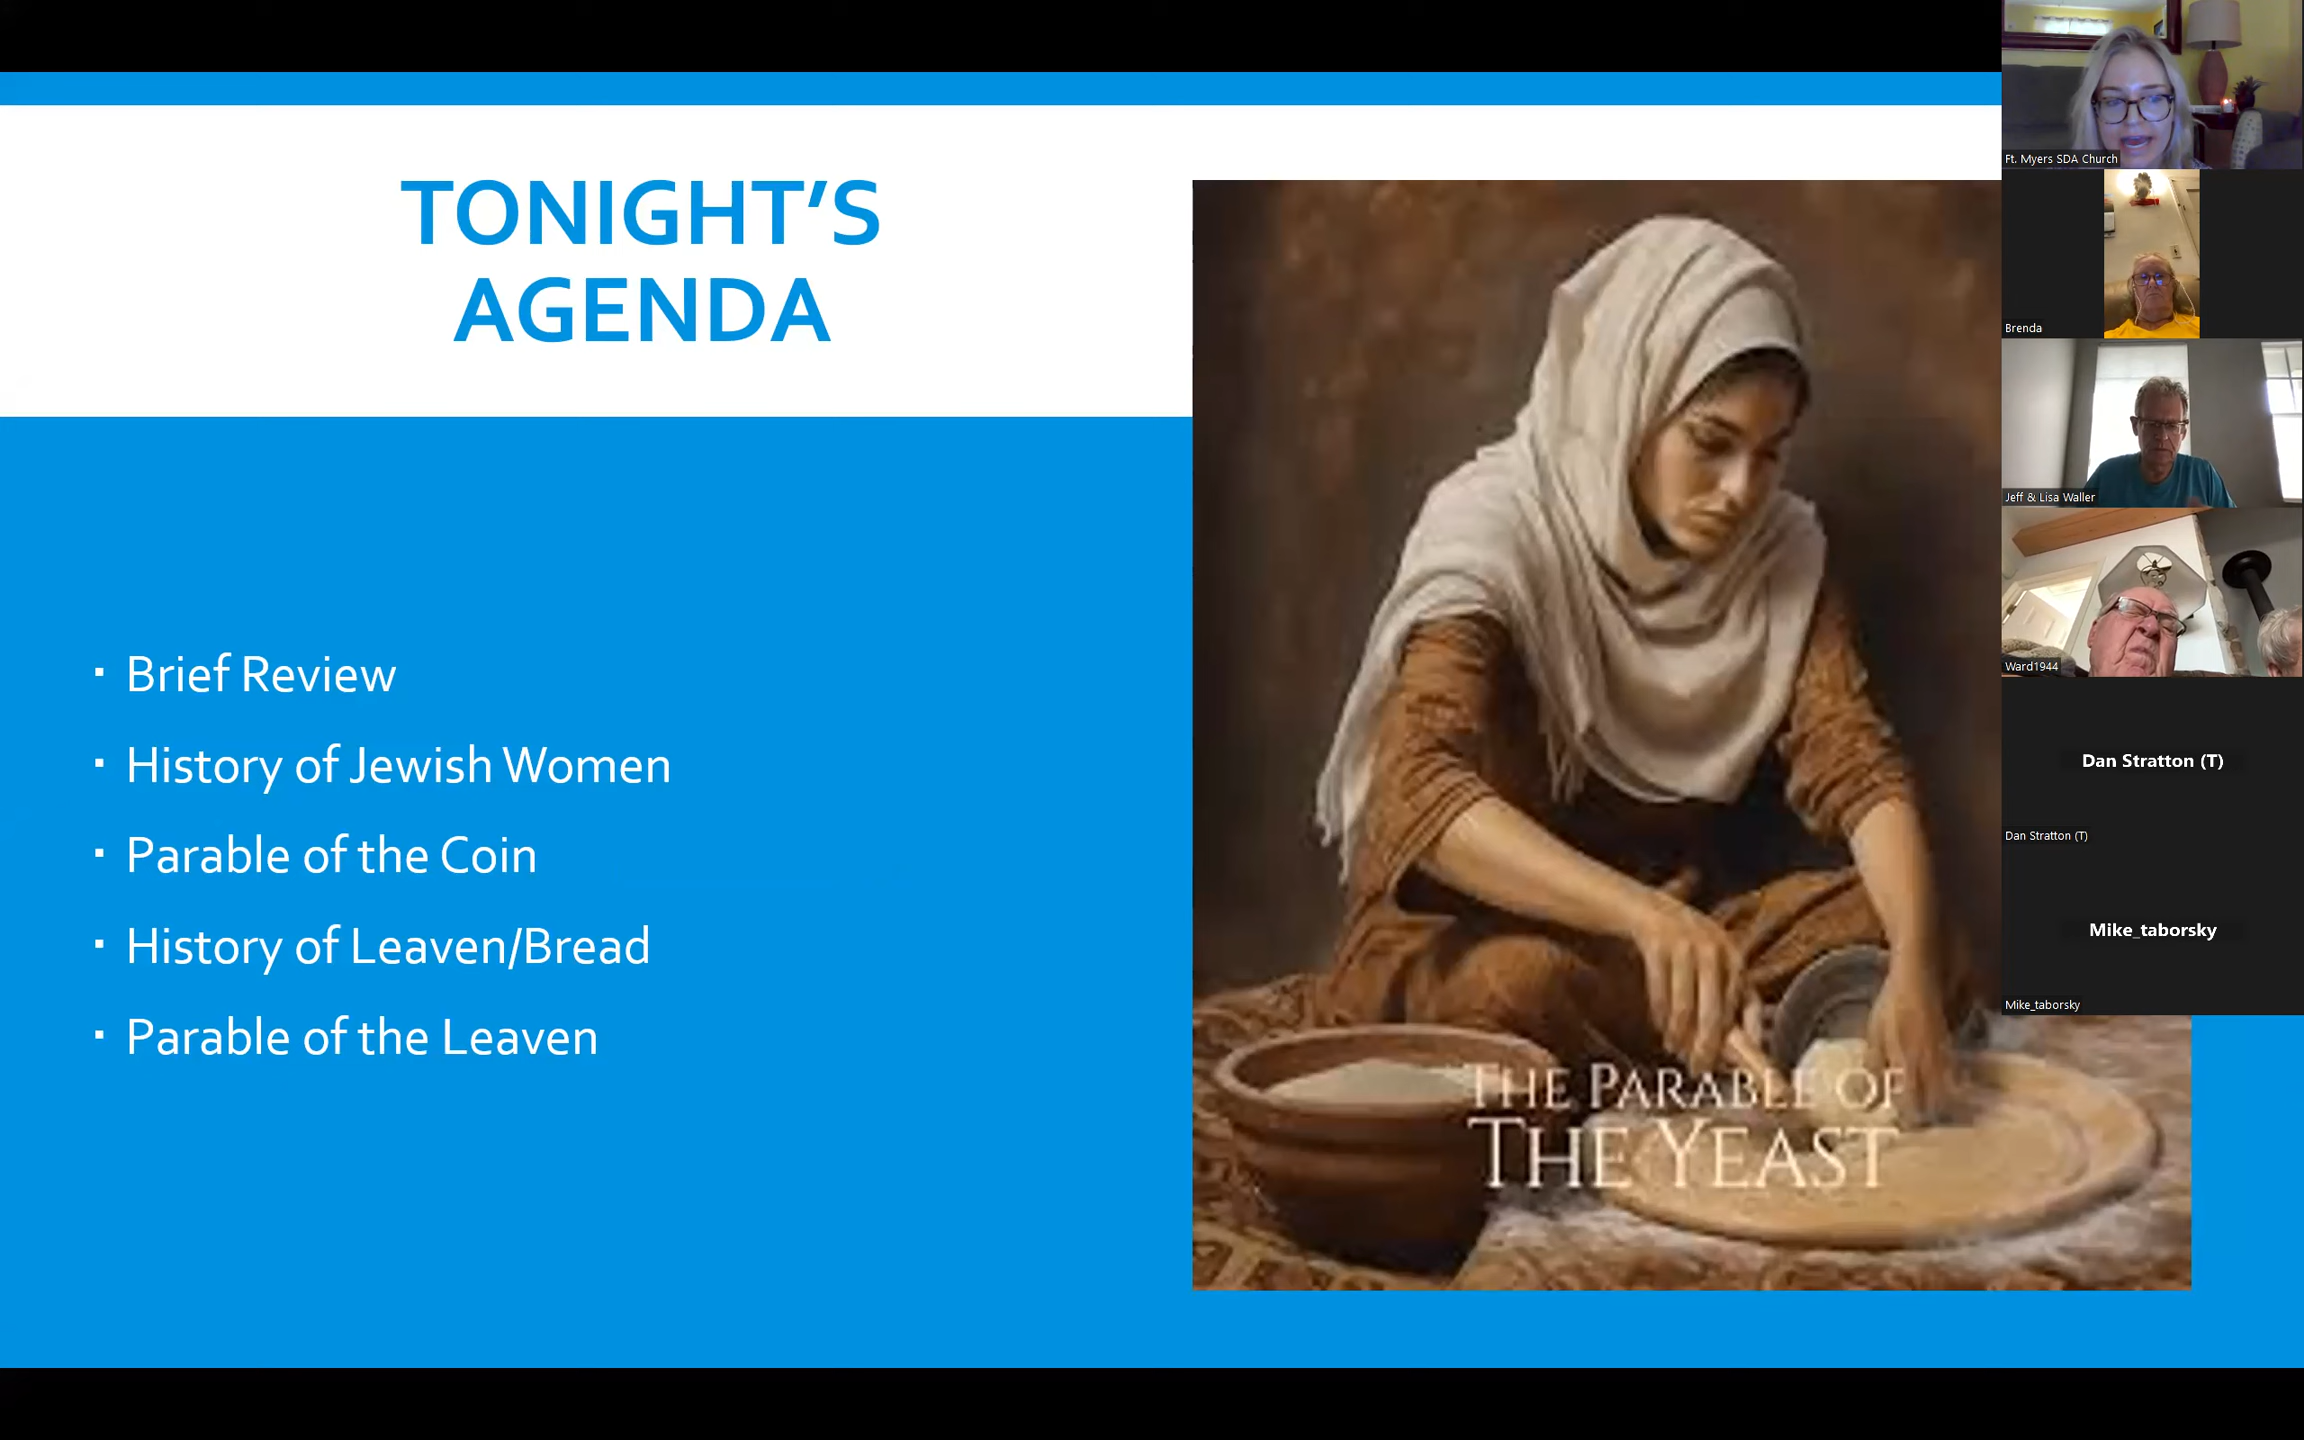 TONIGHT'S
AGENDA
▪ Brief Review
▪ History of Jewish Women
▪ Parable of the Coin
▪ History of Leaven/Bread
▪ Parable of the Leaven
THE PARABLE OF
THE YEAST
Ft. Myers SDA Church
Brenda
Jeff & Lisa Waller
Ward1944
Dan Stratton (T)
Dan Stratton (T)
Mike_taborsky
Mike_taborsky